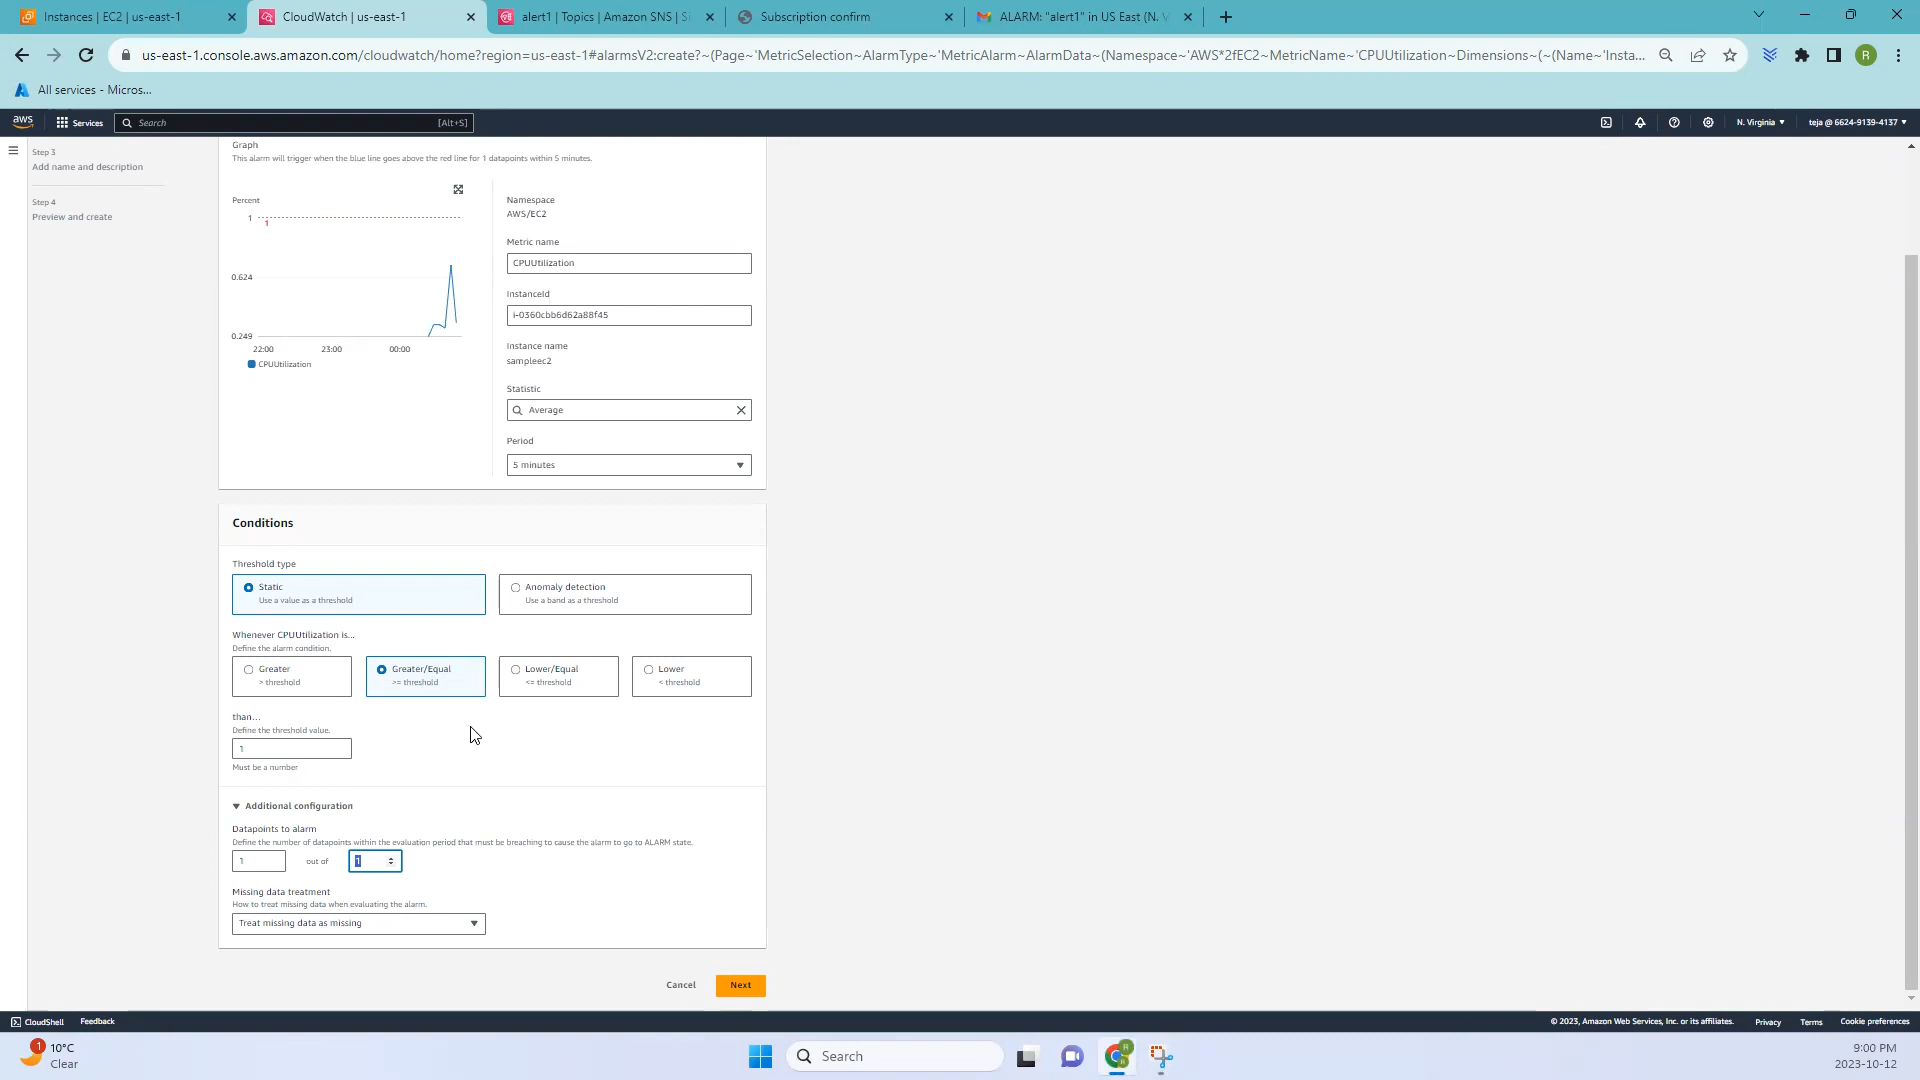 Instances | EC2 | us-east-1
CloudWatch | us-east-1
alert1 | Topics | Amazon SNS | Si
Subscription confirm
ALARM: "alert1" in US East (N. V
us-east-1.console.aws.amazon.com/cloudwatch/home?region=us-east-1#alarmsV2:create?~(Page~'MetricSelection~AlarmType~'MetricAlarm~AlarmData~(Namespace~'AWS*2fEC2~MetricName~'CPUUtilization~Dimensions~(~(Name~'Insta...
R
All services - Micros...
aws
Services
Search
[Alt+S]
N. Virginia
teja @ 6624-9139-4137
Step 3
Add name and description
Step 4
Preview and create
Graph
This alarm will trigger when the blue line goes above the red line for 1 datapoints within 5 minutes.
Percent
1
1
0.624
0.249
22:00
23:00
00:00
CPUUtilization
Namespace
AWS/EC2
Metric name
CPUUtilization
InstanceId
i-0360cbb6d62a88f45
Instance name
sampleec2
Statistic
Average
Period
5 minutes
Conditions
Threshold type
Static
Use a value as a threshold
Anomaly detection
Use a band as a threshold
Whenever CPUUtilization is...
Define the alarm condition.
Greater
> threshold
Greater/Equal
>= threshold
Lower/Equal
<= threshold
Lower
< threshold
than...
Define the threshold value.
1
Must be a number
Additional configuration
Datapoints to alarm
Define the number of datapoints within the evaluation period that must be breaching to cause the alarm to go to ALARM state.
1
out of
1
Missing data treatment
How to treat missing data when evaluating the alarm.
Treat missing data as missing
Cancel
Next
CloudShell
Feedback
© 2023, Amazon Web Services, Inc. or its affiliates.
Privacy
Terms
Cookie preferences
1
10°C
Clear
Search
R
9:00 PM
2023-10-12